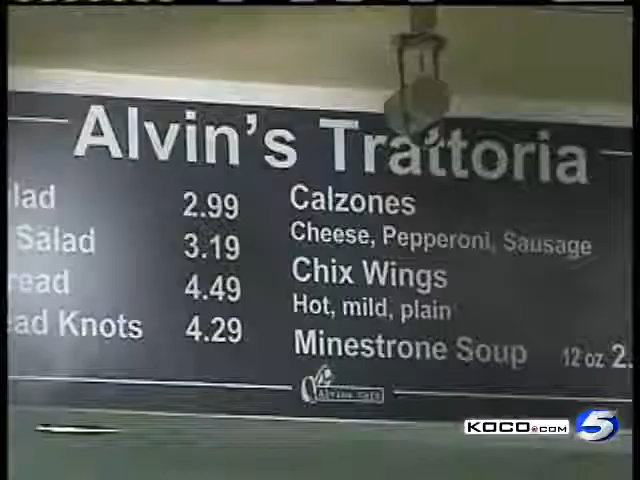 Alvin's Trattoria
lad 2.99
Salad 3.19
read 4.49
ad Knots 4.29
Calzones
Cheese, Pepperoni, Sausage
Chix Wings
Hot, mild, plain
Minestrone Soup 12 oz 2.
KOCO.COM 5